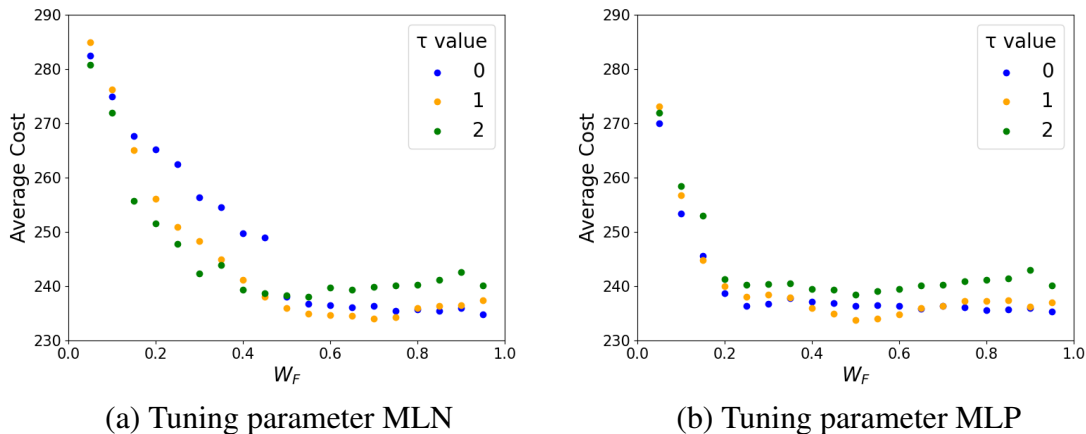 290
280
270
260
250
240
230
0.0 0.2 0.4 0.6 0.8 1.0
Average Cost
W_F
τ value
0
1
2
(a) Tuning parameter MLN
290
280
270
260
250
240
230
0.0 0.2 0.4 0.6 0.8 1.0
Average Cost
W_F
τ value
0
1
2
(b) Tuning parameter MLP